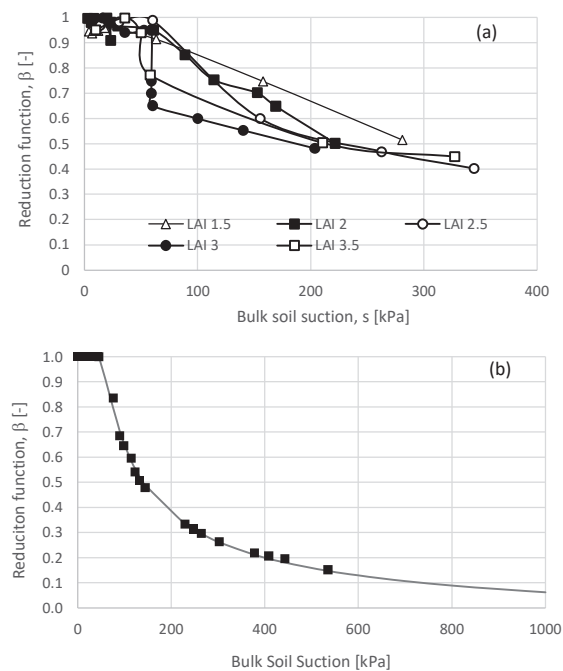 (a)
Reduction function, β [-]
1
0.9
0.8
0.7
0.6
0.5
0.4
0.3
0.2
0.1
0
LAI 1.5
LAI 2
LAI 2.5
LAI 3
LAI 3.5
0 100 200 300 400
Bulk soil suction, s [kPa]
(b)
Reduciton function, β [-]
1.0
0.9
0.8
0.7
0.6
0.5
0.4
0.3
0.2
0.1
0.0
0 200 400 600 800 1000
Bulk Soil Suction [kPa]